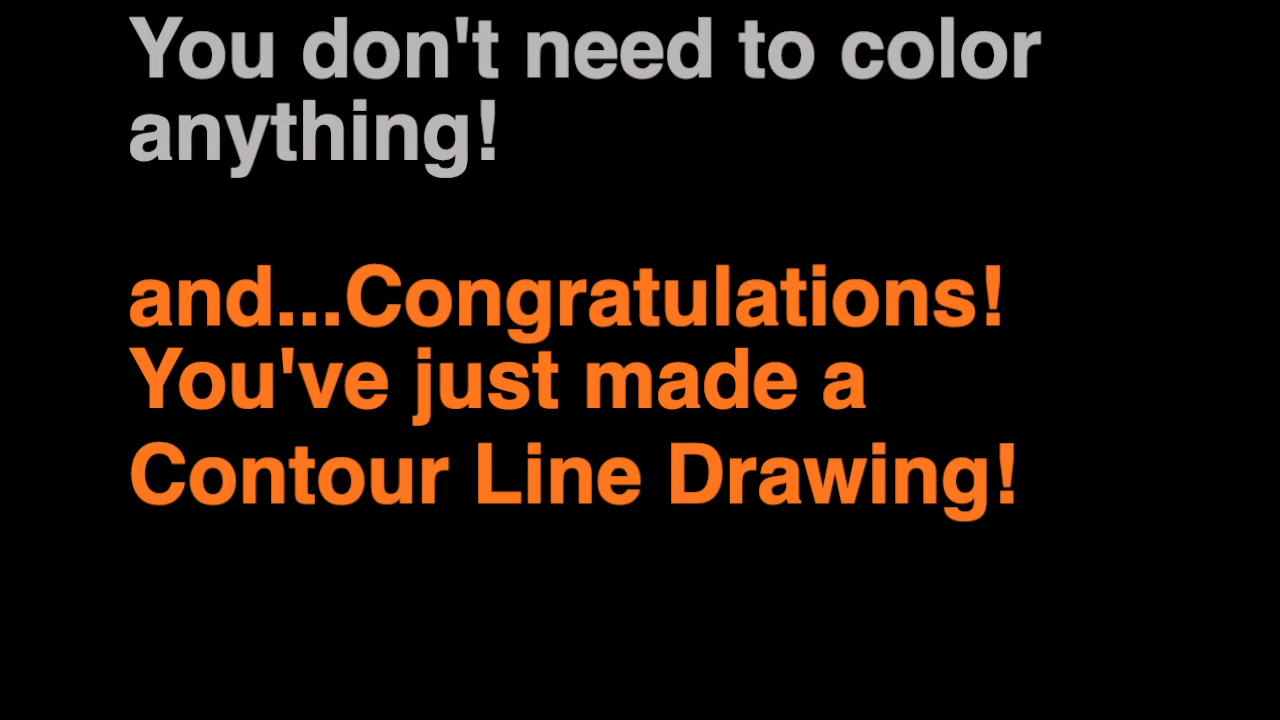 You don't need to color
anything!
and...Congratulations!
You've just made a
Contour Line Drawing!